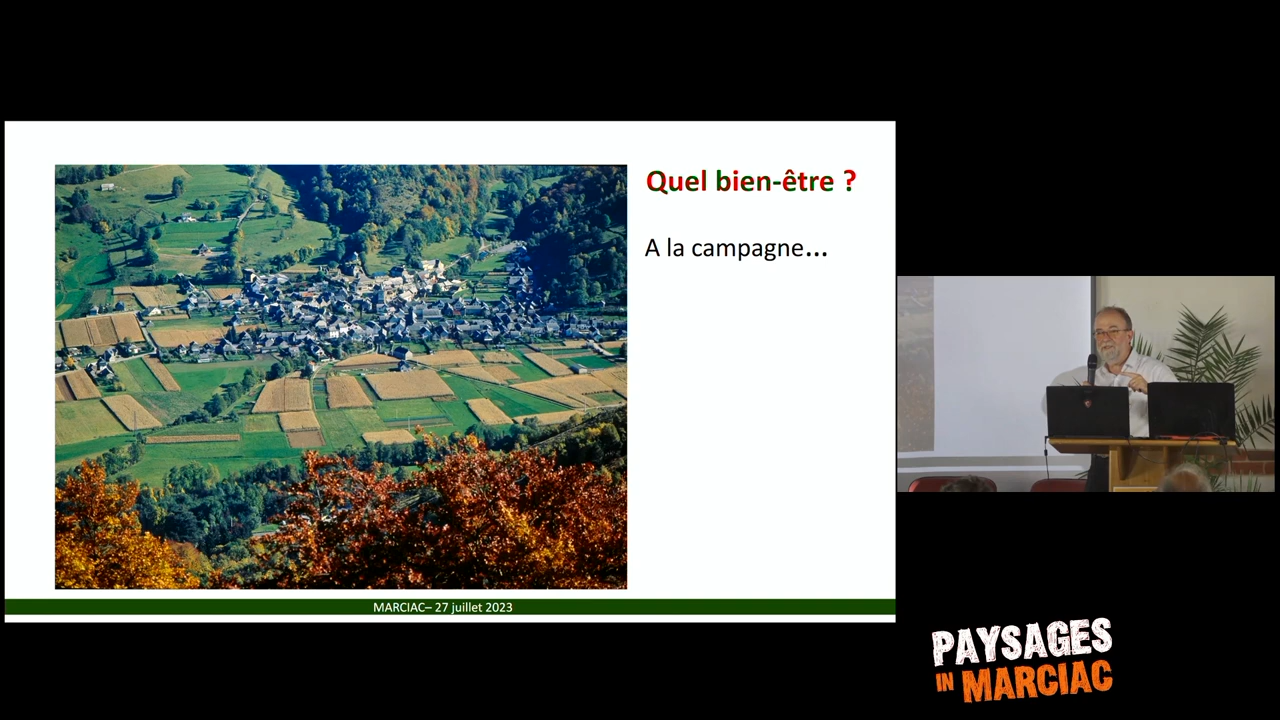 Quel bien-être ?
A la campagne...
MARCIAC– 27 juillet 2023
PAYSAGES
IN MARCIAC